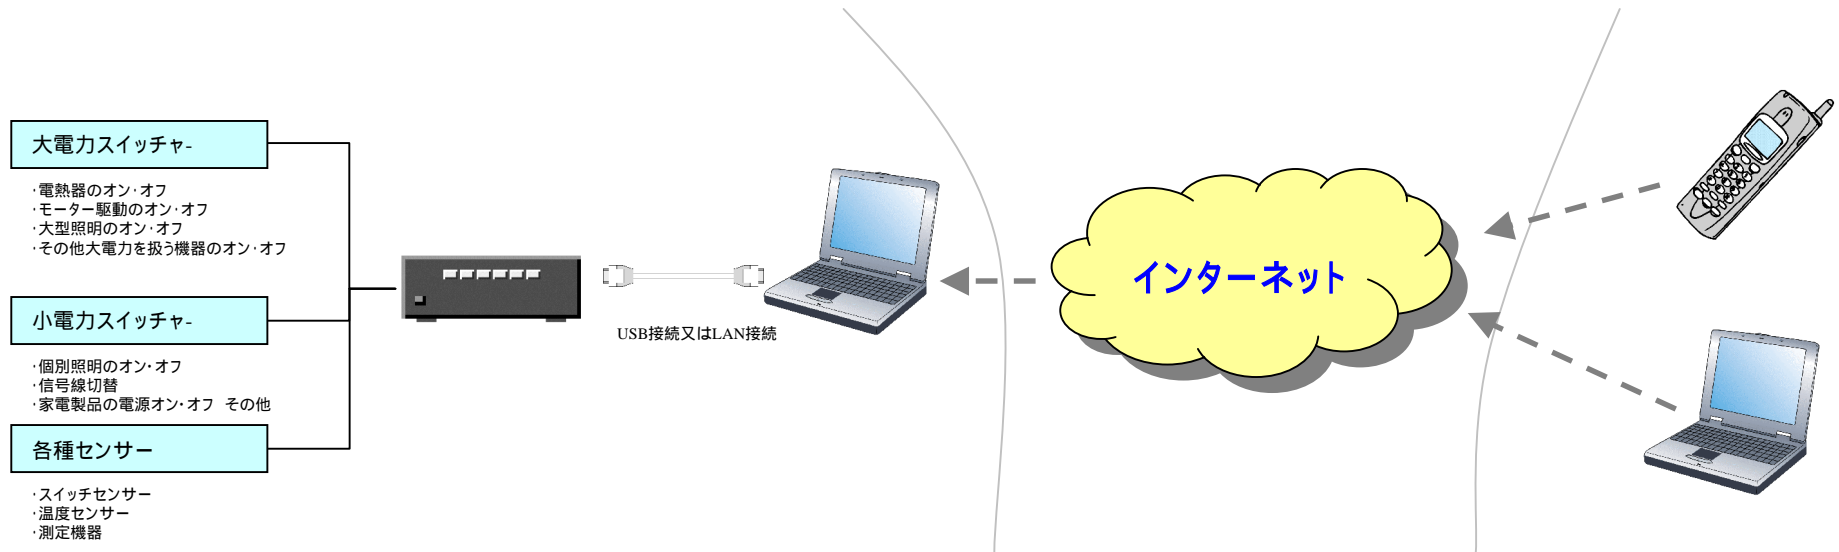 大電力スイッチャ-
・電熱器のオン・オフ
・モーター駆動のオン・オフ
・大型照明のオン・オフ
・その他大電力を扱う機器のオン・オフ
小電力スイッチャ-
・個別照明のオン・オフ
・信号線切替
・家電製品の電源オン・オフ　その他
各種センサー
・スイッチセンサー
・温度センサー
・測定機器
USB接続又はLAN接続
インターネット